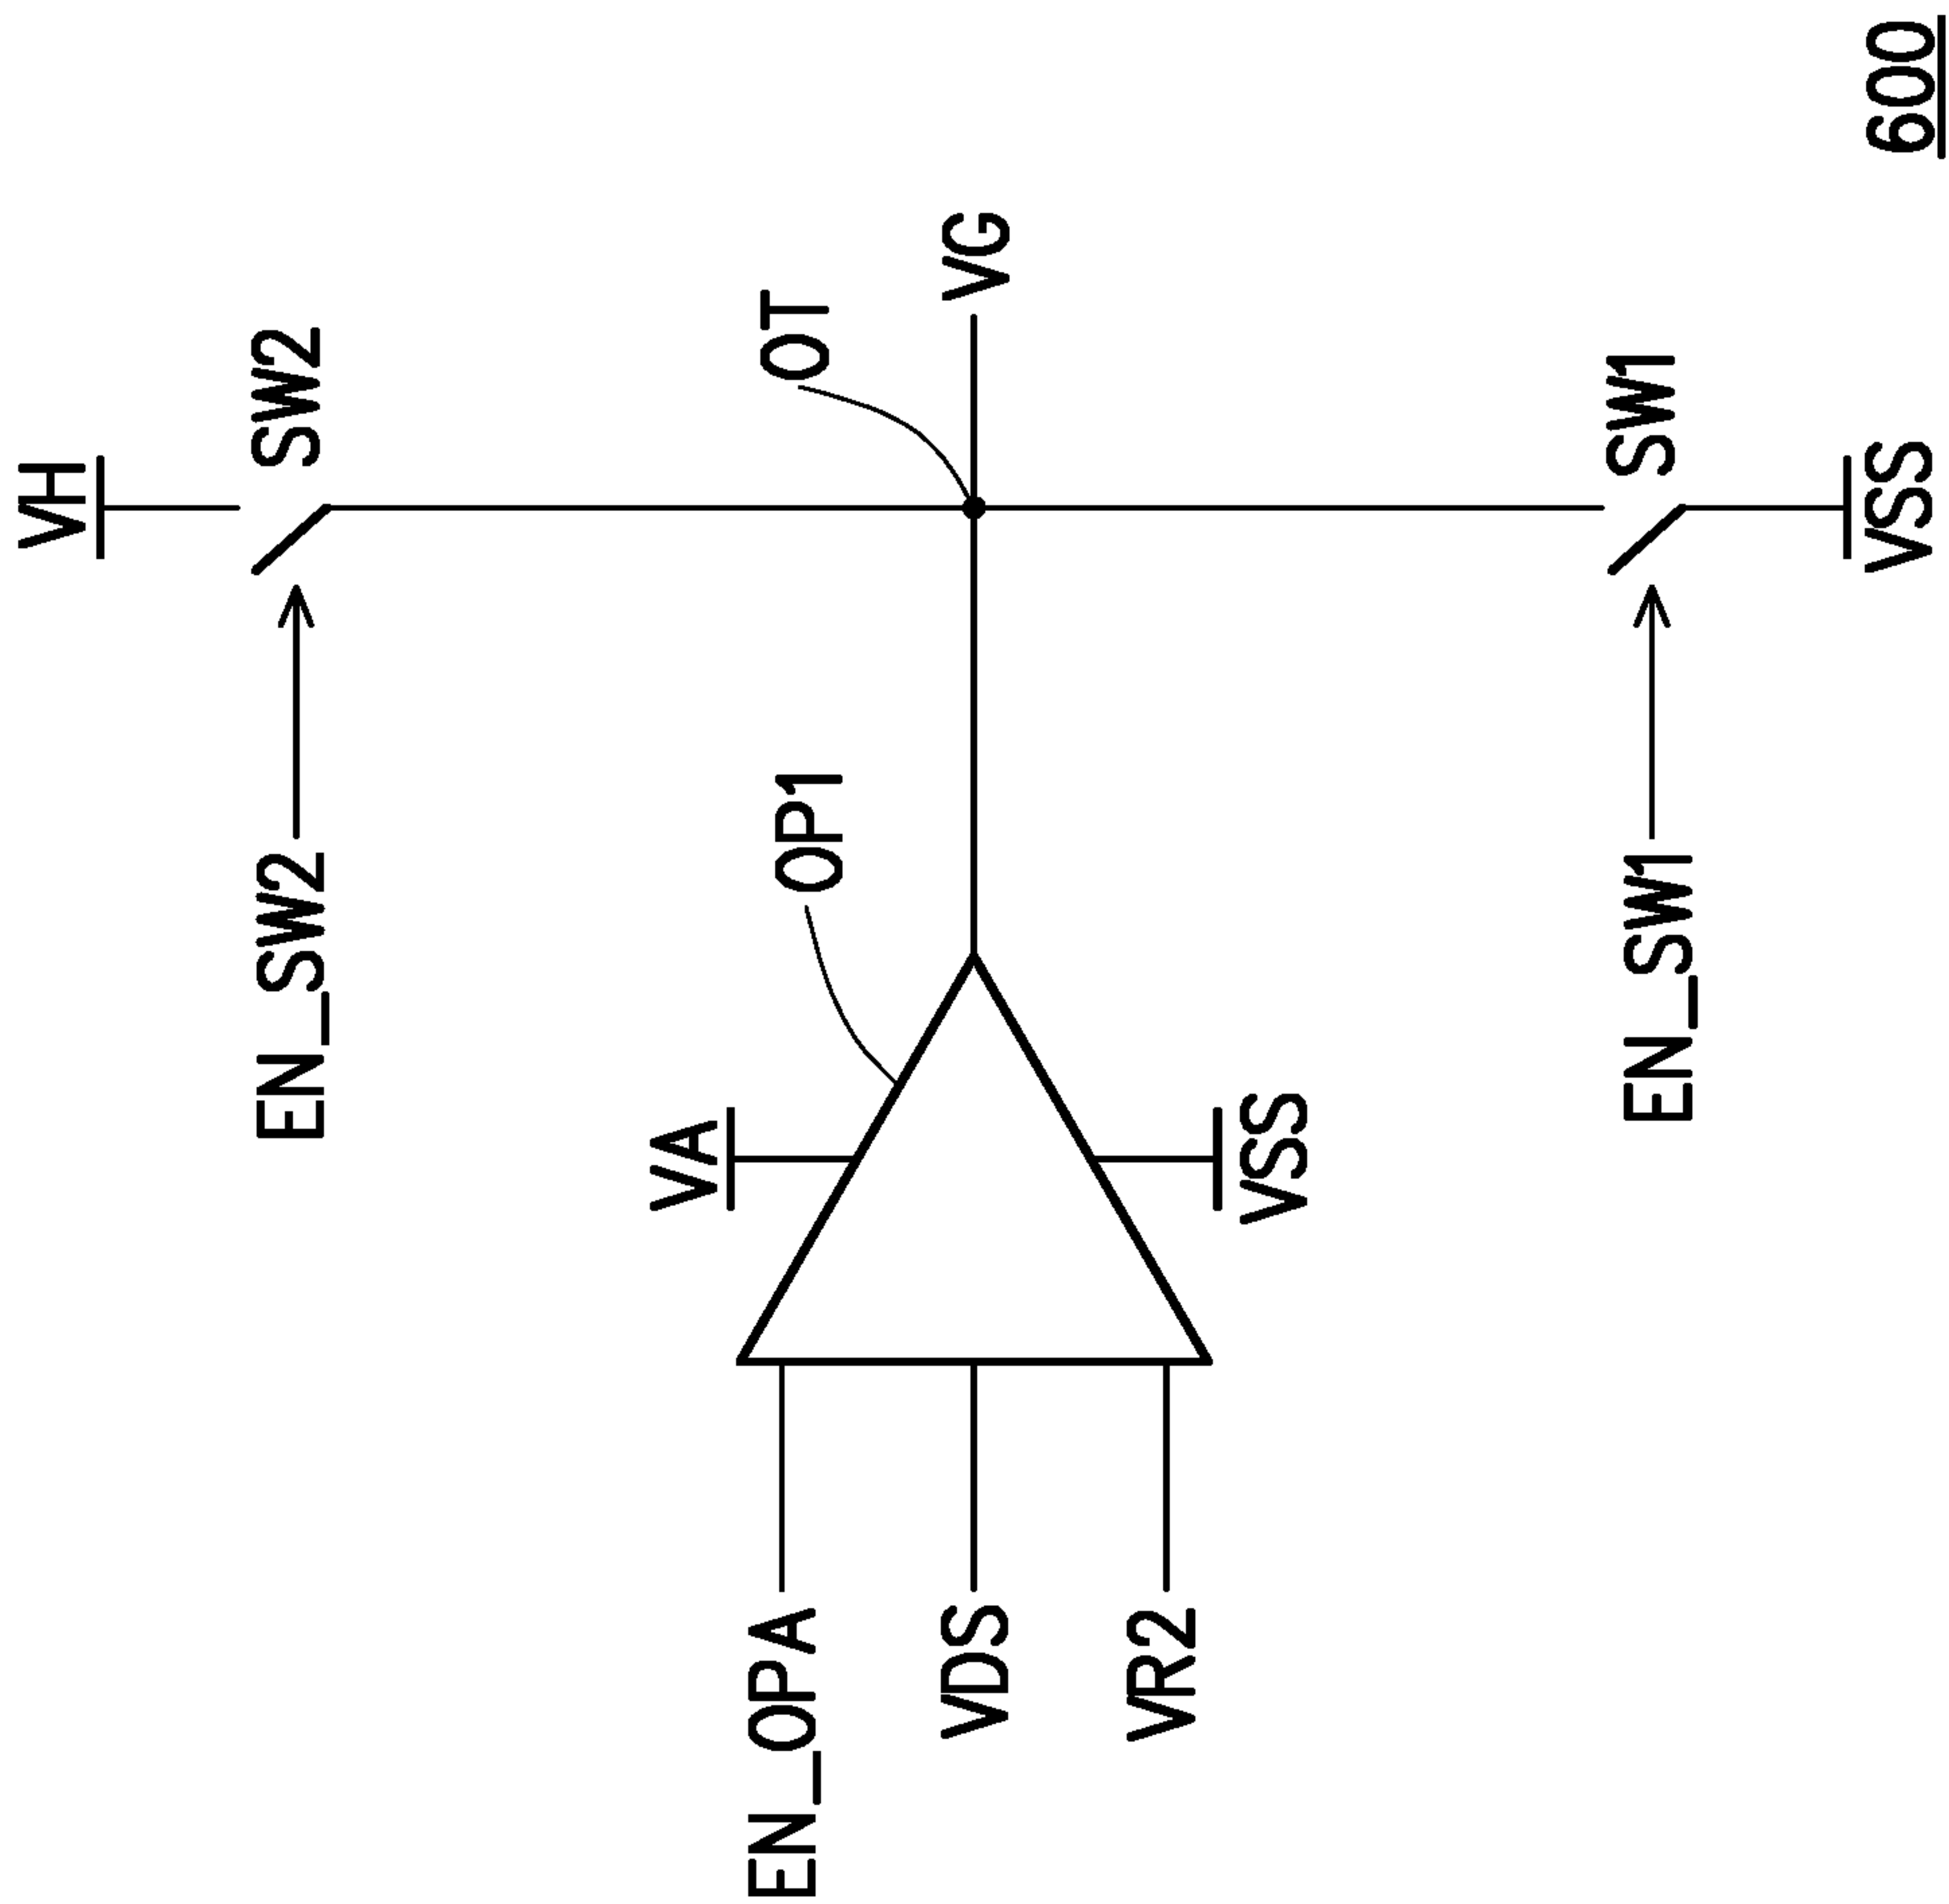 VH
EN_SW2
SW2
VA
OP1
OT
EN_OPA
VDS
VG
VR2
VSS
EN_SW1
SW1
VSS
600